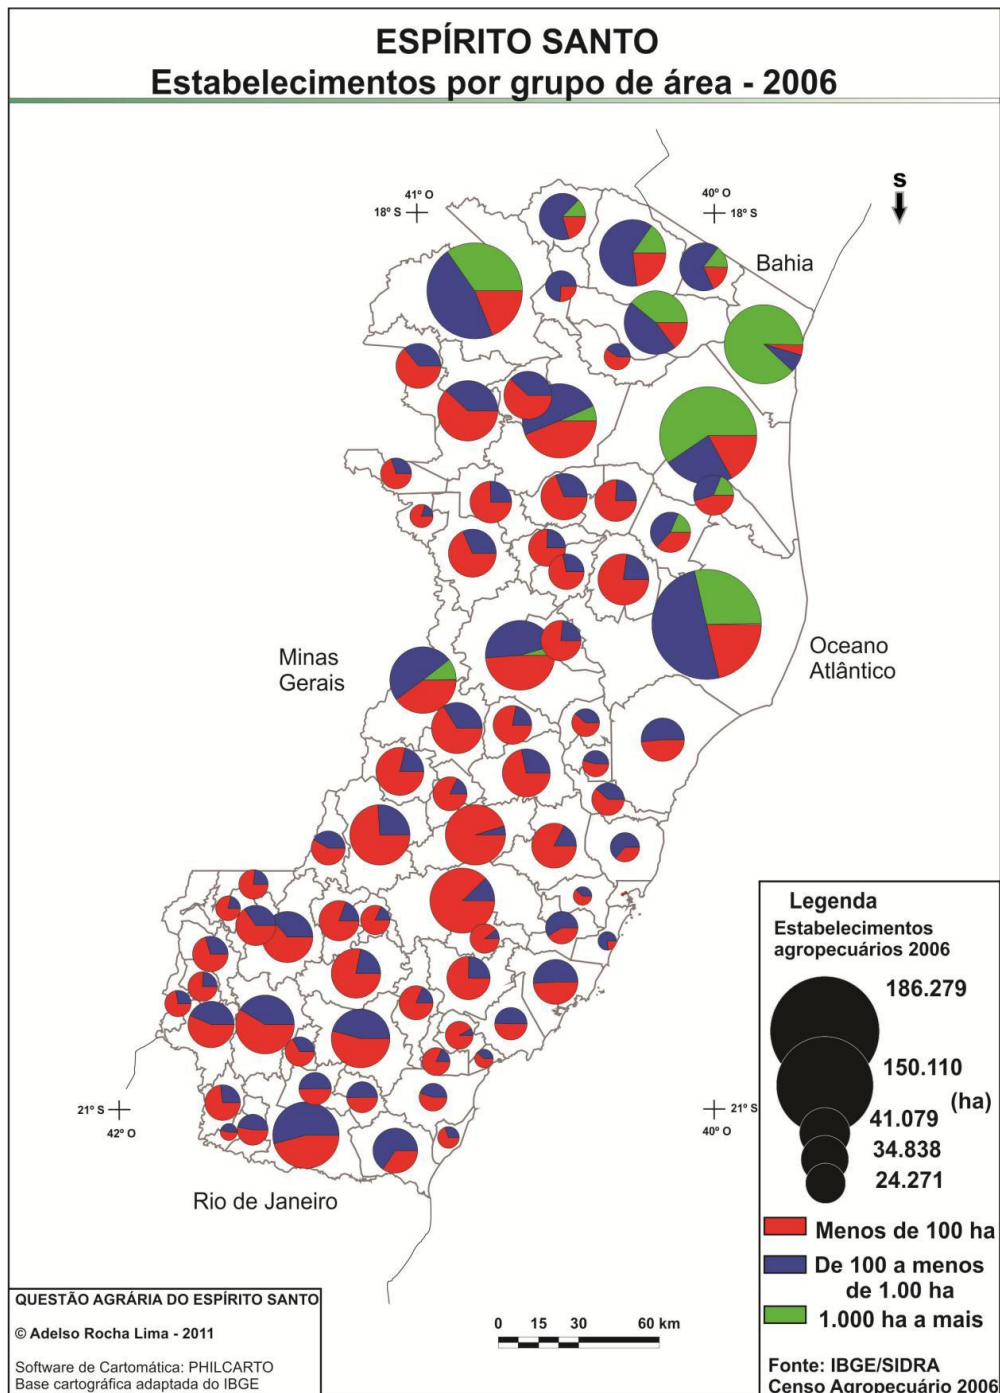 ESPÍRITO SANTO
Estabelecimentos por grupo de área - 2006
41º O
18º S
40º O
18º S
S
Bahia
Minas
Gerais
Oceano
Atlântico
21º S
42º O
21º S
40º O
Rio de Janeiro
Legenda
Estabelecimentos
agropecuários 2006
186.279
150.110
(ha)
41.079
34.838
24.271
Menos de 100 ha
De 100 a menos
de 1.00 ha
1.000 ha a mais
Fonte: IBGE/SIDRA
Censo Agropecuário 2006
QUESTÃO AGRÁRIA DO ESPÍRITO SANTO
© Adelso Rocha Lima - 2011
Software de Cartomática: PHILCARTO
Base cartográfica adaptada do IBGE
0 15 30 60 km